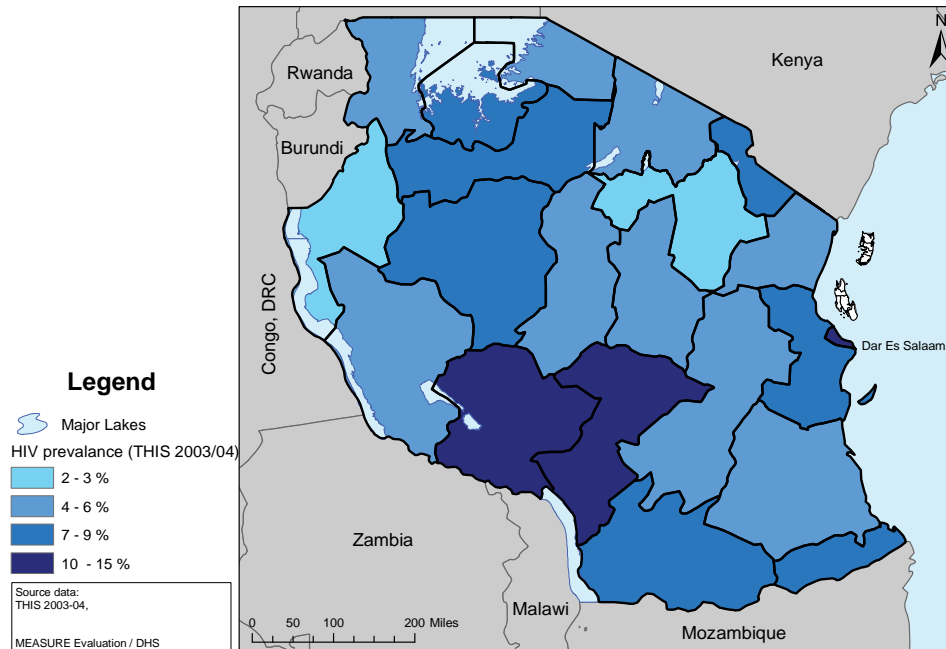 N
Kenya
Rwanda
Burundi
Congo, DRC
Dar Es Salaam
Legend
Major Lakes
HIV prevalence (THIS 2003/04)
2 - 3 %
4 - 6 %
7 - 9 %
10 - 15 %
Zambia
Source data:
THIS 2003-04,
MEASURE Evaluation / DHS
0 50 100 200 Miles
Malawi
Mozambique